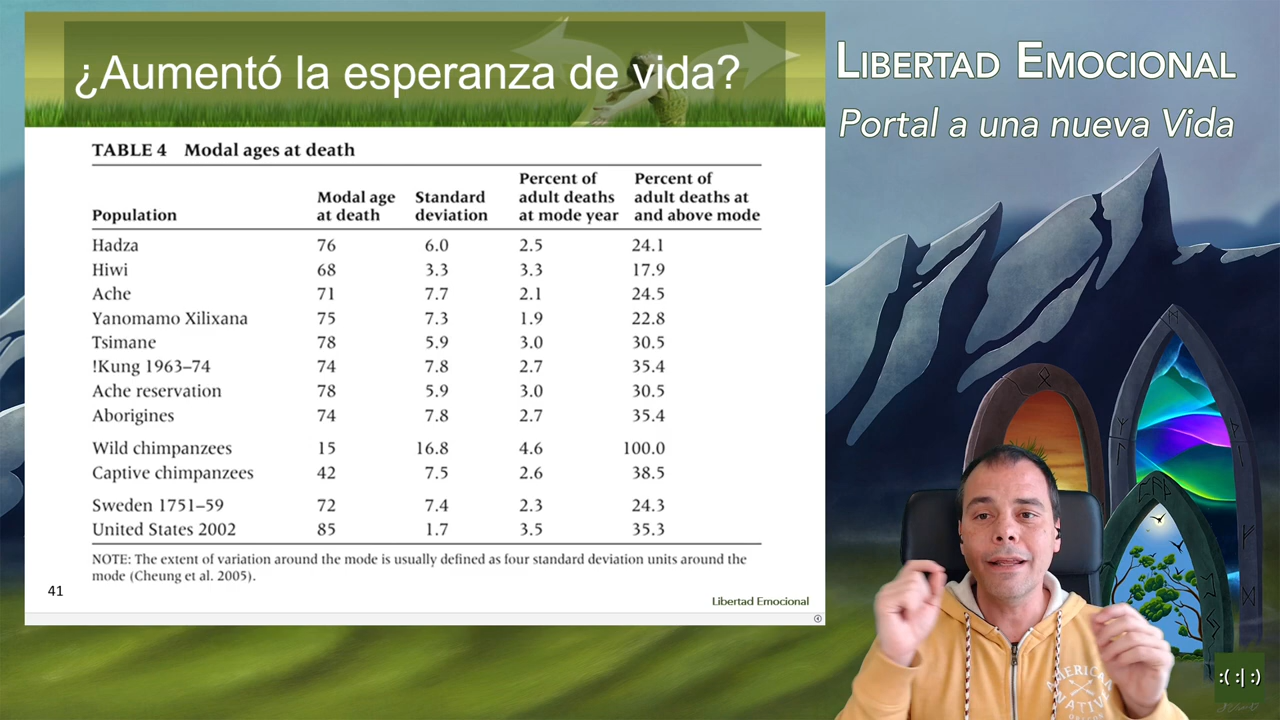 ¿Aumentó la esperanza de vida?
LIBERTAD EMOCIONAL
Portal a una nueva Vida
TABLE 4 Modal ages at death
Population Modal age at death Standard deviation Percent of adult deaths at mode year Percent of adult deaths at and above mode
Hadza 76 6.0 2.5 24.1
Hiwi 68 3.3 3.3 17.9
Ache 71 7.7 2.1 24.5
Yanomamo Xilixana 75 7.3 1.9 22.8
Tsimane 78 5.9 3.0 30.5
!Kung 1963–74 74 7.8 2.7 35.4
Ache reservation 78 5.9 3.0 30.5
Aborigines 74 7.8 2.7 35.4
Wild chimpanzees 15 16.8 4.6 100.0
Captive chimpanzees 42 7.5 2.6 38.5
Sweden 1751–59 72 7.4 2.3 24.3
United States 2002 85 1.7 3.5 35.3
NOTE: The extent of variation around the mode is usually defined as four standard deviation units around the
mode (Cheung et al. 2005).
41
Libertad Emocional
AMERICAN
NATIVE
:( :| :)